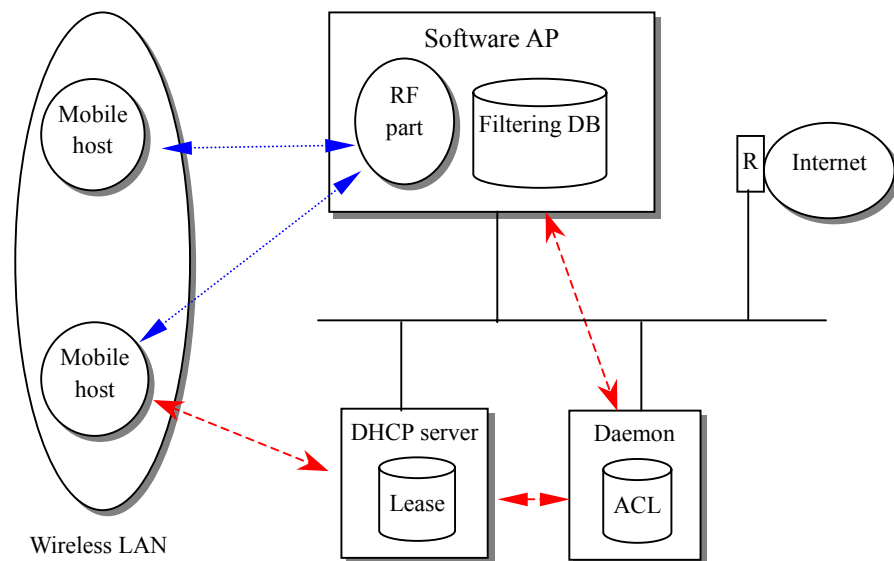 Software AP
Mobile
host
RF
part
Filtering DB
R
Internet
Mobile
host
DHCP server
Lease
Daemon
ACL
Wireless LAN